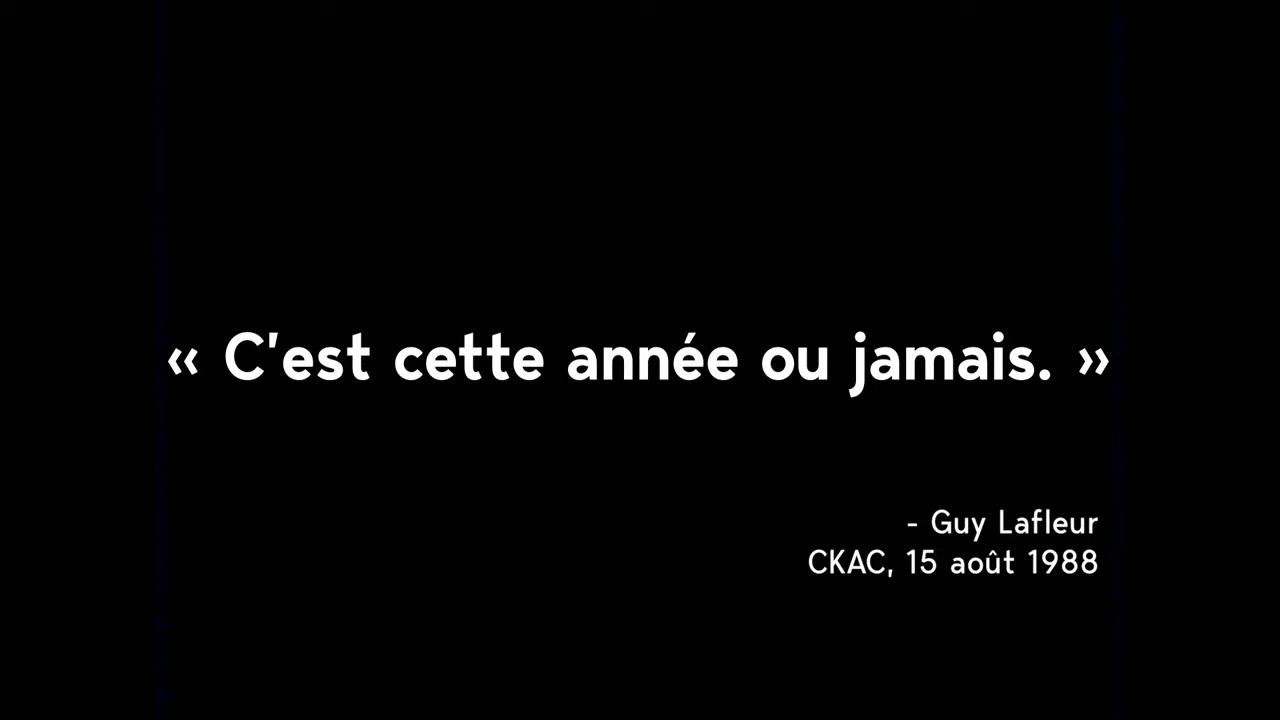 « C'est cette année ou jamais. »
- Guy Lafleur
CKAC, 15 août 1988